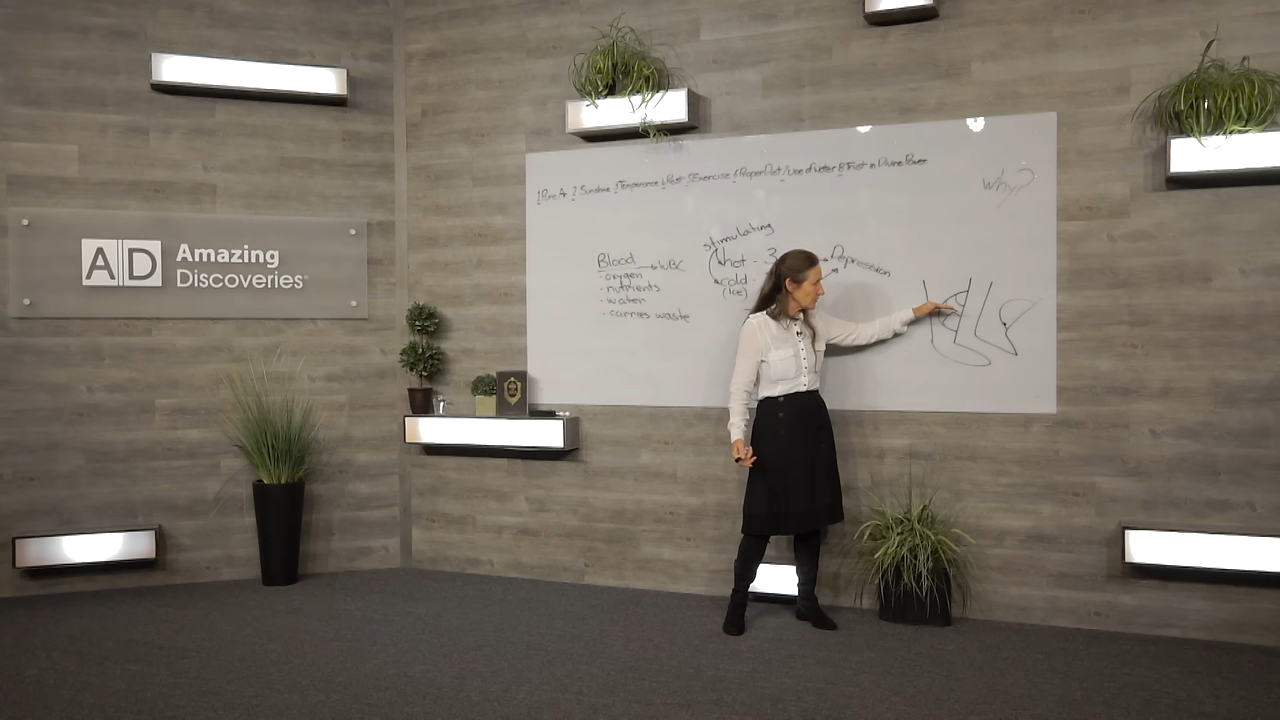 AD Amazing
Discoveries
1 Pure Air 2 Sunshine 3 Temperance 4 Rest 5 Exercise 6 Proper Diet 7 Use of Water 8 Trust in Divine Power
Why?
Blood → WBC
· oxygen
· nutrients
· water
· carries waste
stimulating
hot - 3
cold -
(ice)
Depression